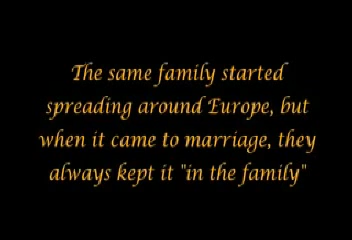 The same family started
spreading around Europe, but
when it came to marriage, they
always kept it "in the family"